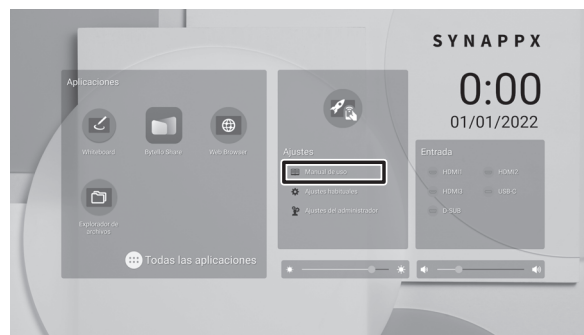 SYNAPPX
0:00
01/01/2022
Aplicaciones
Whiteboard
Bytello Share
Web Browser
Explorador de
archivos
Todas las aplicaciones
Ajustes
Manual de uso
Ajustes habituales
Ajustes del administrador
Entrada
HDMI1
HDMI2
HDMI3
USB-C
D-SUB